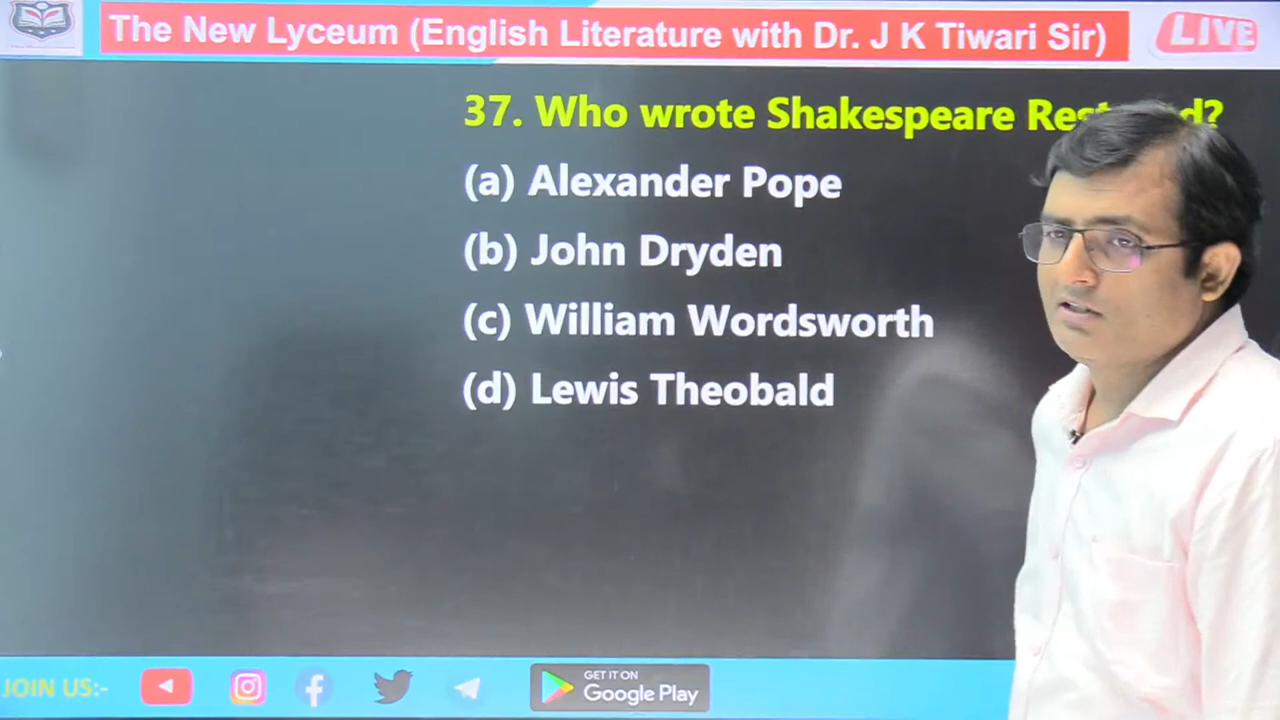 The New Lyceum (English Literature with Dr. J K Tiwari Sir)
LIVE
37. Who wrote Shakespeare
(a) Alexander Pope
(b) John Dryden
(c) William Wordsworth
(d) Lewis Theobald
JOIN US:-
GET IT ON
Google Play